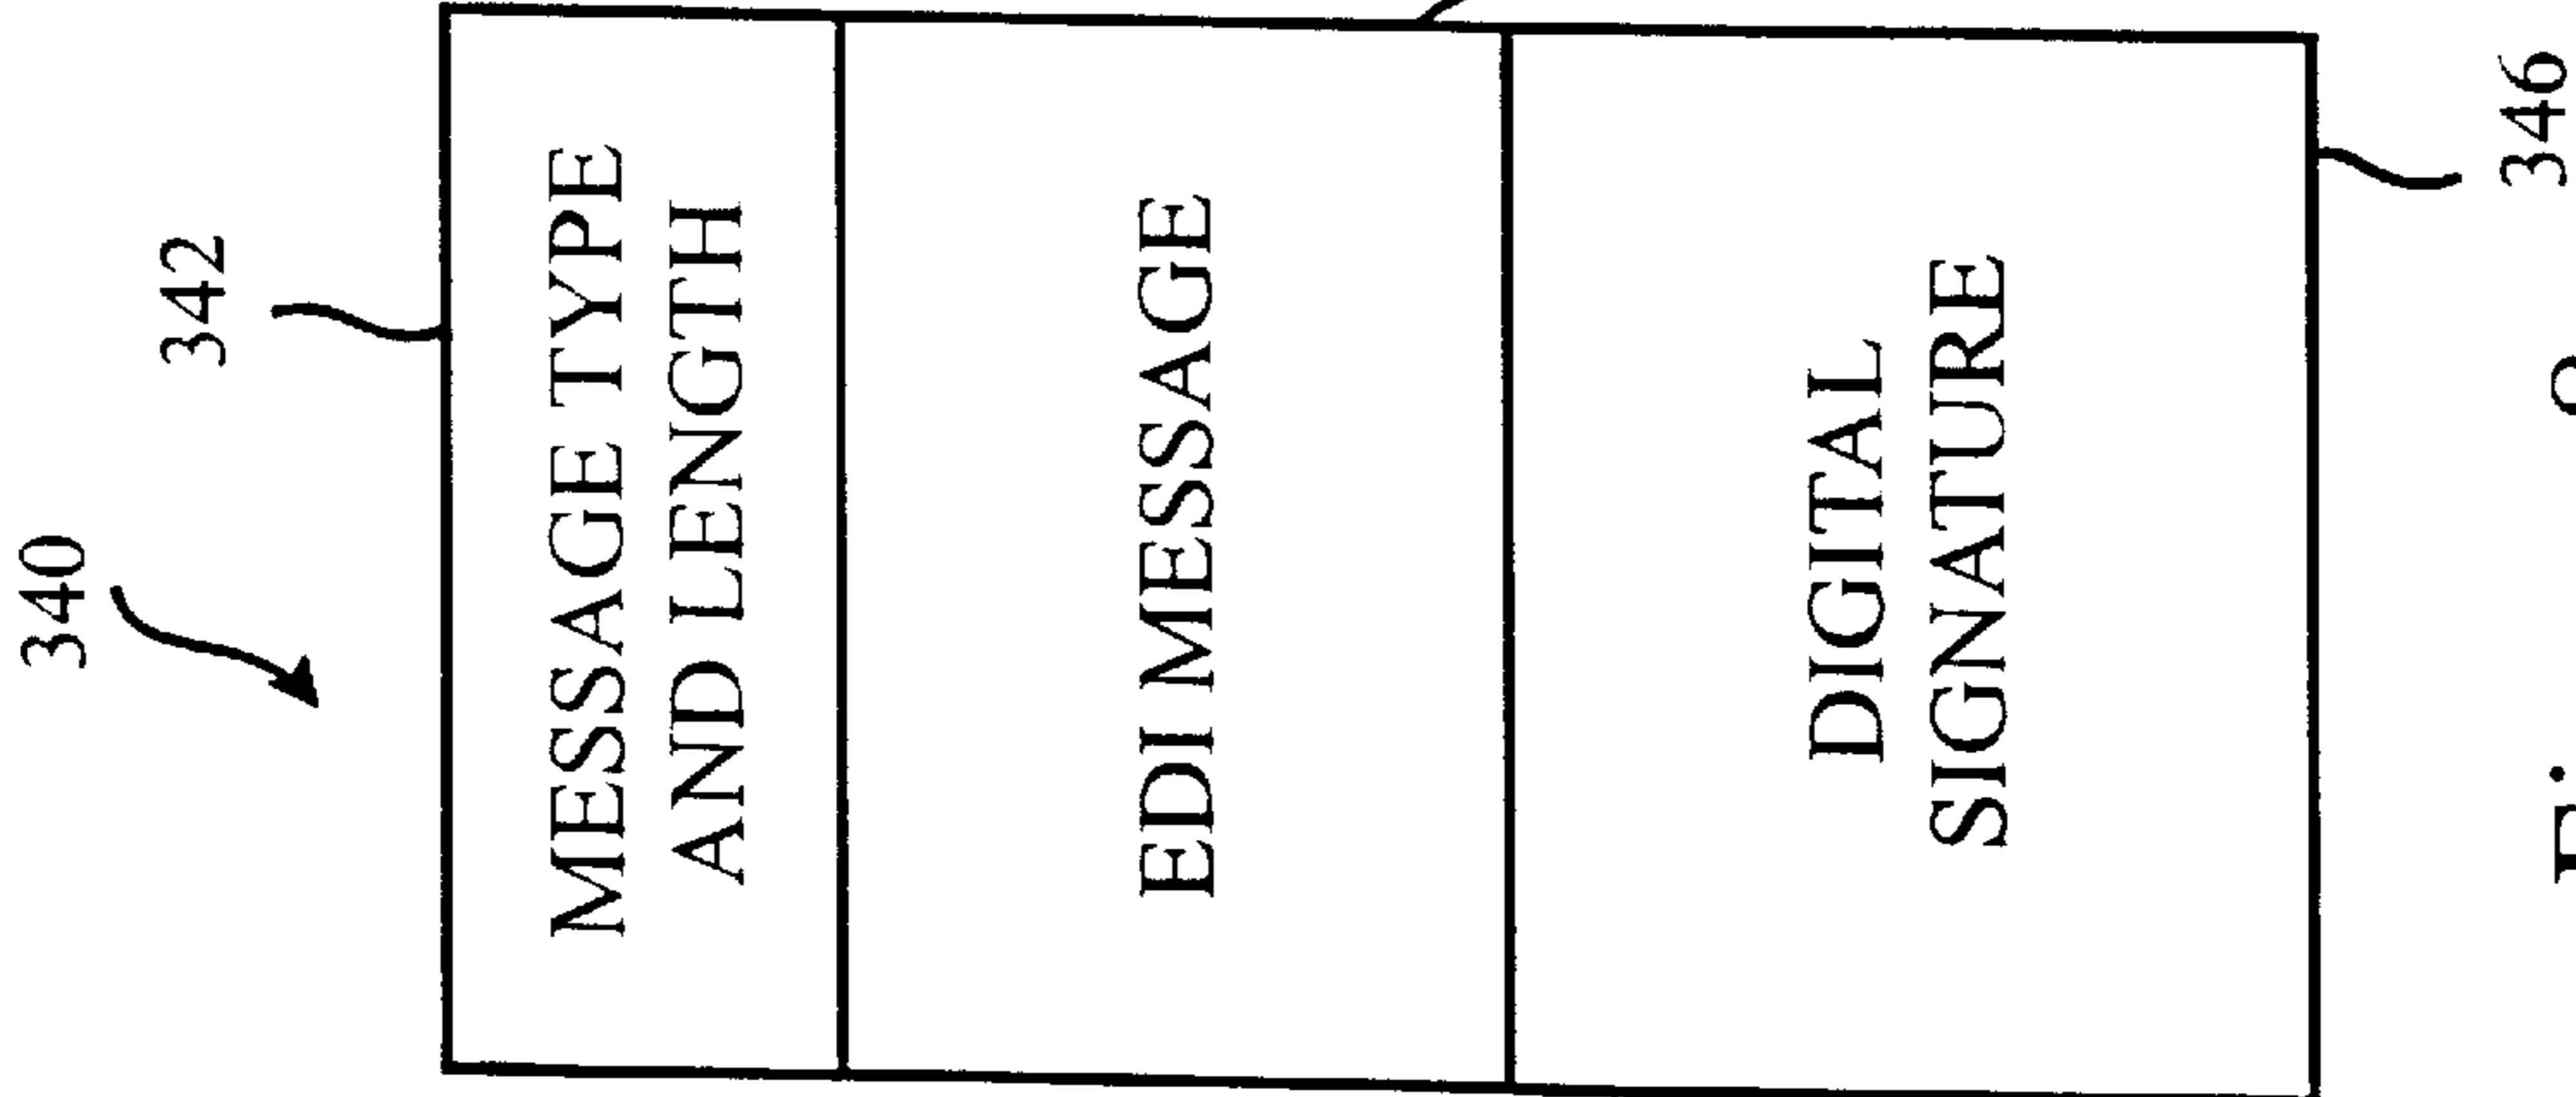 340
342
MESSAGE TYPE
AND LENGTH
EDI MESSAGE
DIGITAL
SIGNATURE
346